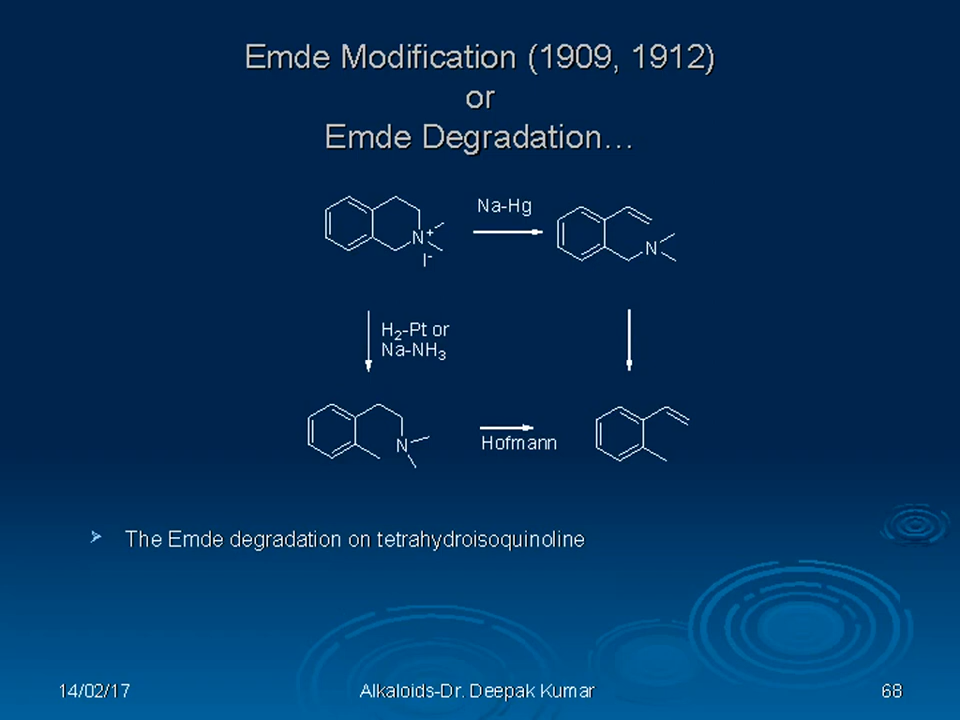 Emde Modification (1909, 1912)
or
Emde Degradation...
Na-Hg
N+
I-
N
H2-Pt or
Na-NH3
N
Hofmann
The Emde degradation on tetrahydroisoquinoline
14/02/17
Alkaloids-Dr. Deepak Kumar
68